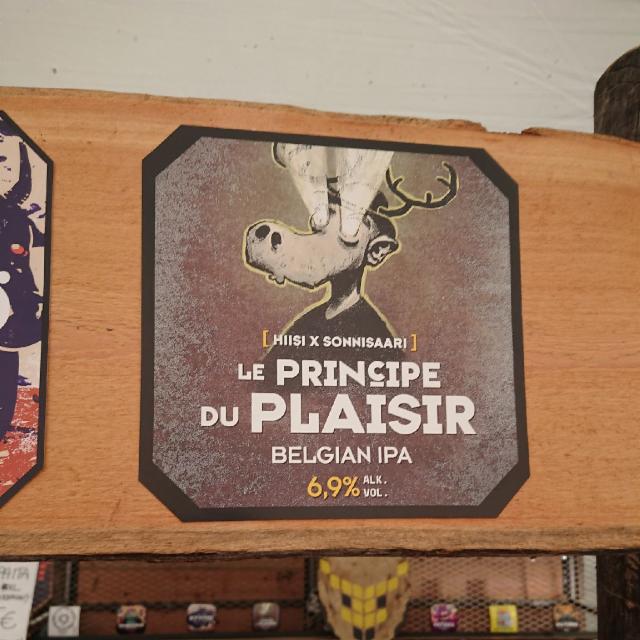 [ HIISI X SONNISAARI ]
LE PRINCIPE
DU PLAISIR
BELGIAN IPA
6,9% ALK.
VOL.